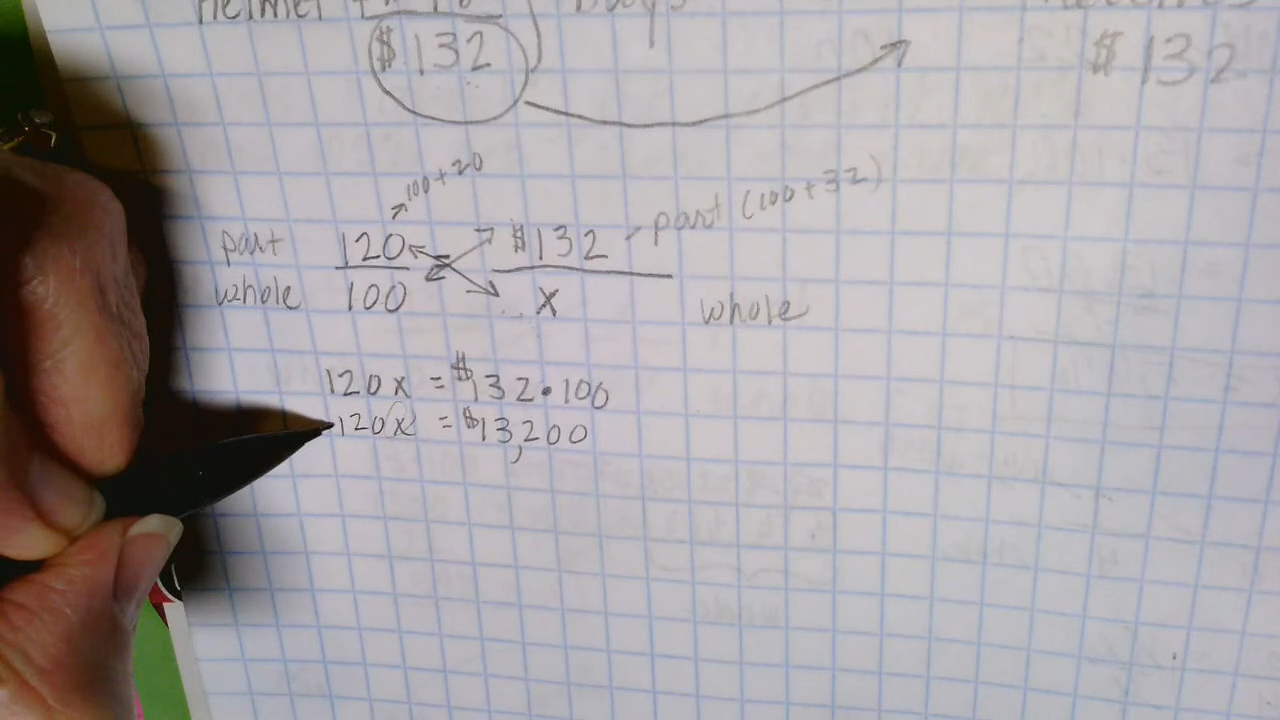 $132
$132
100+20
part 120 = $132 - part (100+32)
whole 100 x whole
120x = $132•100
120x = $13,200